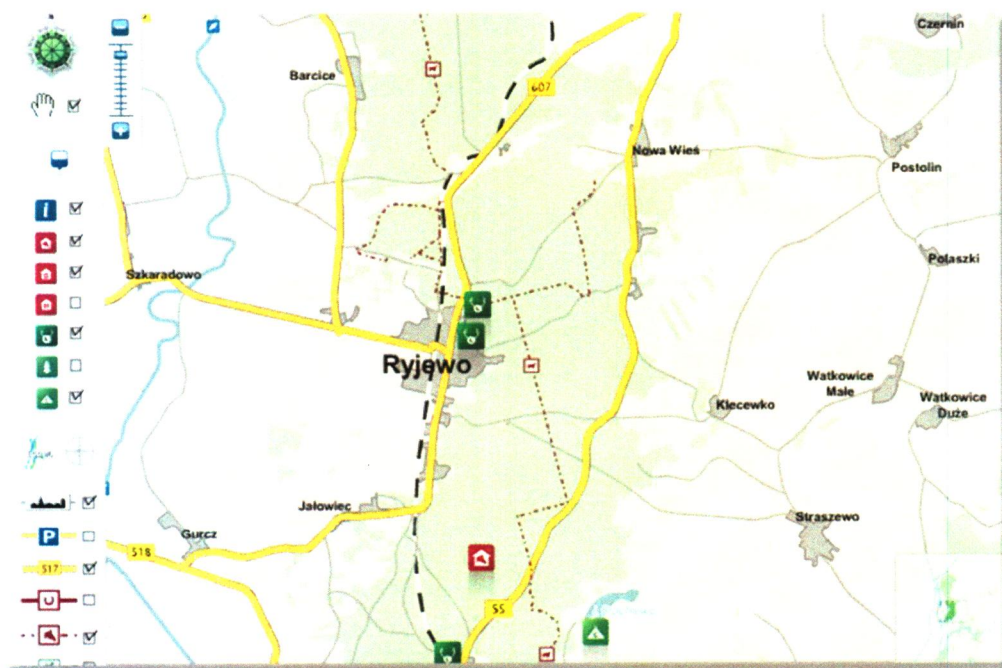 Czernin
Barcice
607
Nowa Wieś
Postolin
Szkaradowo
Polaszki
Ryjewo
Watkowice
Małe
Wątkowice
Duże
Klecewko
Jałowiec
Straszewo
Gurcz
P
518
517
55